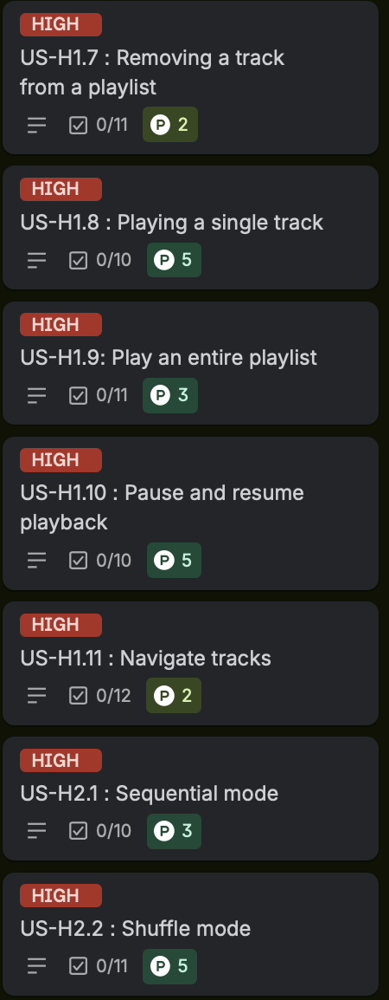 HIGH
US-H1.7 : Removing a track
from a playlist
0/11 P 2
HIGH
US-H1.8 : Playing a single track
0/10 P 5
HIGH
US-H1.9: Play an entire playlist
0/11 P 3
HIGH
US-H1.10 : Pause and resume
playback
0/10 P 5
HIGH
US-H1.11 : Navigate tracks
0/12 P 2
HIGH
US-H2.1 : Sequential mode
0/10 P 3
HIGH
US-H2.2 : Shuffle mode
0/11 P 5